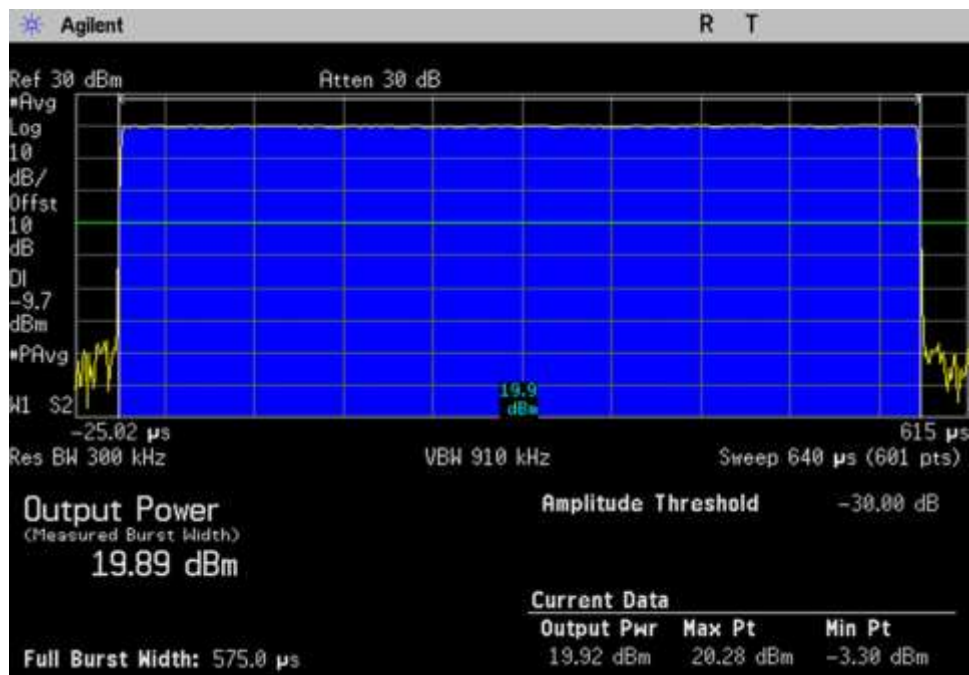 Agilent
R T
Ref 30 dBm
Atten 30 dB
*Avg
Log
10
dB/
Offst
10
dB
DI
-9.7
dBm
*PAvg
W1 S2
19.9
dBm
-25.02 µs
615 µs
Res BW 300 kHz
VBW 910 kHz
Sweep 640 µs (601 pts)
Output Power
(Measured Burst Width)
19.89 dBm
Amplitude Threshold -30.00 dB
Current Data
Output Pwr Max Pt Min Pt
19.92 dBm 20.28 dBm -3.30 dBm
Full Burst Width: 575.0 µs